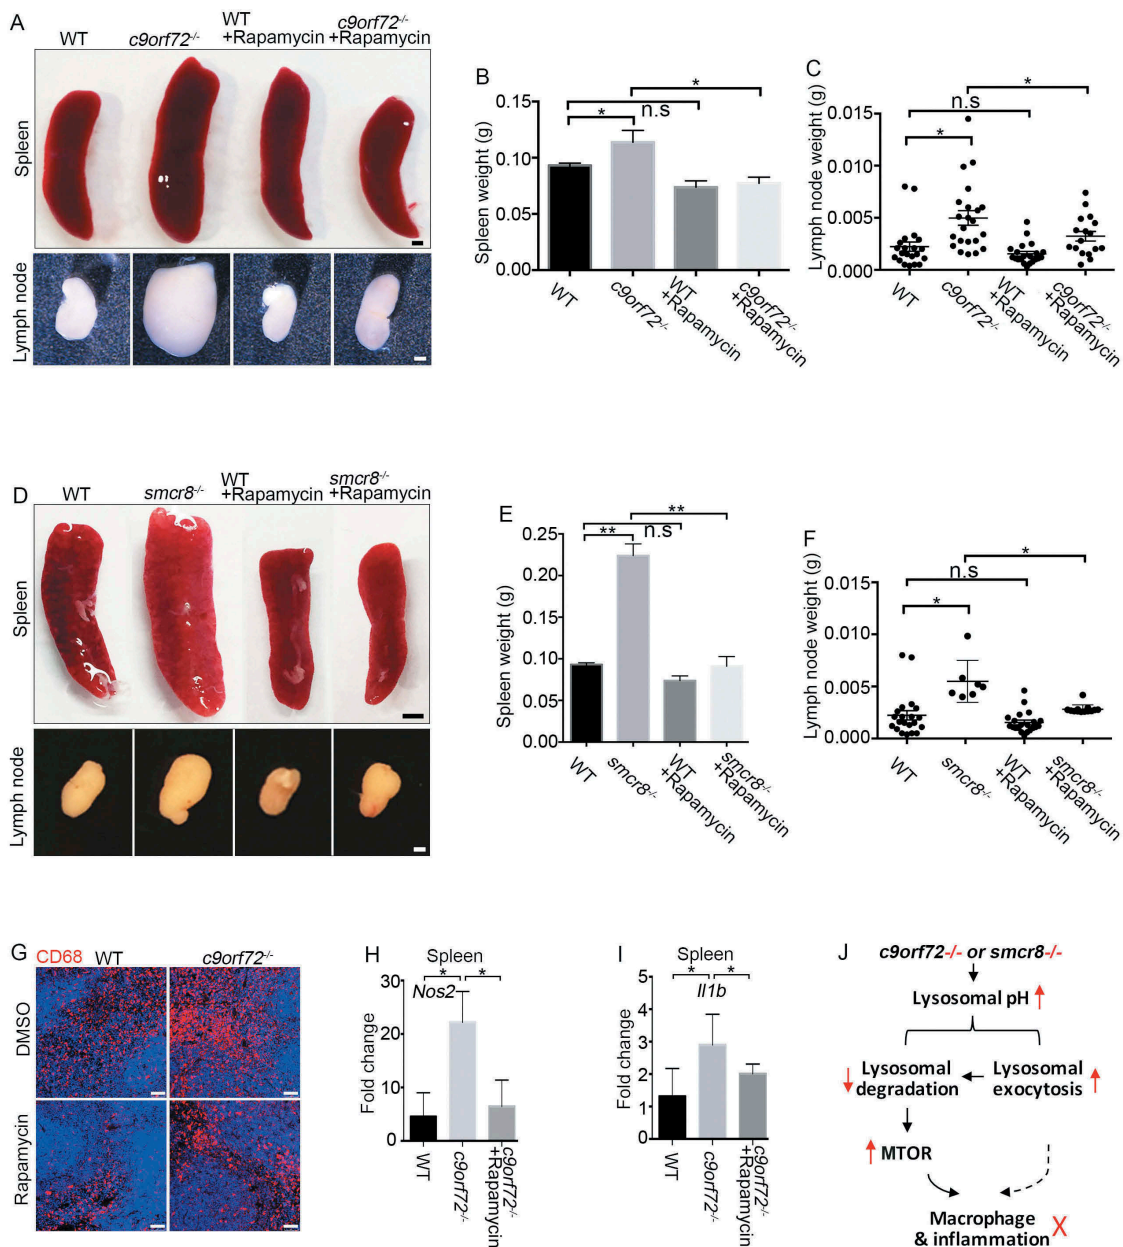 A
WT
c9orf72-/-
WT
+Rapamycin
c9orf72-/-
+Rapamycin
Spleen
Lymph node
B
Spleen weight (g)
0.15
0.10
0.05
0.00
*
n.s
*
WT
c9orf72-/-
WT
+Rapamycin
c9orf72-/-
+Rapamycin
C
Lymph node weight (g)
0.015
0.010
0.005
0.000
*
n.s
*
WT
c9orf72-/-
WT
+Rapamycin
c9orf72-/-
+Rapamycin
D
WT
smcr8-/-
WT
+Rapamycin
smcr8-/-
+Rapamycin
Spleen
Lymph node
E
Spleen weight (g)
0.25
0.20
0.15
0.10
0.05
0.00
**
n.s
**
WT
smcr8-/-
WT
+Rapamycin
smcr8-/-
+Rapamycin
F
Lymph node weight (g)
0.015
0.010
0.005
0.000
*
n.s
*
WT
smcr8-/-
WT
+Rapamycin
smcr8-/-
+Rapamycin
G
CD68
WT
c9orf72-/-
DMSO
Rapamycin
H
Spleen
* *
Nos2
Fold change
30
20
10
0
WT
c9orf72-/-
c9orf72-/-
+Rapamycin
I
Spleen
* *
Il1b
Fold change
5
4
3
2
1
0
WT
c9orf72-/-
c9orf72-/-
+Rapamycin
J
c9orf72-/- or smcr8-/-
Lysosomal pH
Lysosomal
degradation
Lysosomal
exocytosis
MTOR
Macrophage
& inflammation X